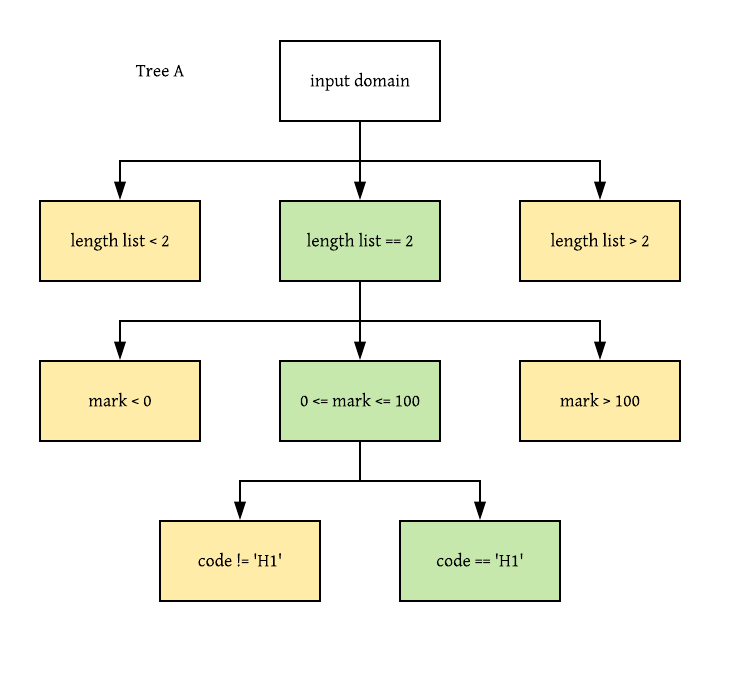 Tree A
input domain
length list < 2
length list == 2
length list > 2
mark < 0
0 <= mark <= 100
mark > 100
code != 'H1'
code == 'H1'